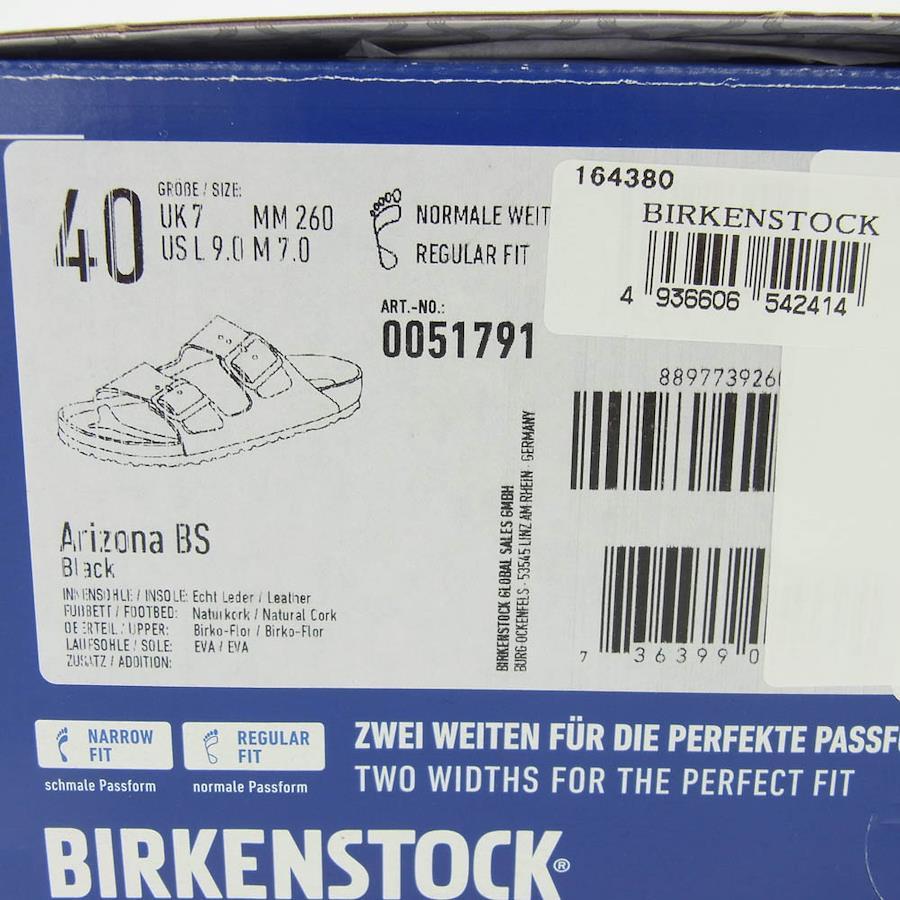 40
GRÖßE / SIZE:
UK 7 MM 260
US L 9.0 M 7.0
NORMALE WEIT
REGULAR FIT
ART.-NO.:
0051791
164380
BIRKENSTOCK
4 936606 542414
8897739260
7 36399 0
BIRKENSTOCK GLOBAL SALES GMBH
BURG OCKENFELS · 53545 LINZ AM RHEIN · GERMANY
Arizona BS
Black
INNENSOHLE / INSOLE: Echt Leder / Leather
FUßBETT / FOOTBED: Naturkork / Natural Cork
OBERTEIL / UPPER: Birko-Flor / Birko-Flor
LAUFSOHLE / SOLE: EVA / EVA
ZUSATZ / ADDITION:
NARROW FIT
schmale Passform
REGULAR FIT
normale Passform
ZWEI WEITEN FÜR DIE PERFEKTE PASSF
TWO WIDTHS FOR THE PERFECT FIT
BIRKENSTOCK®